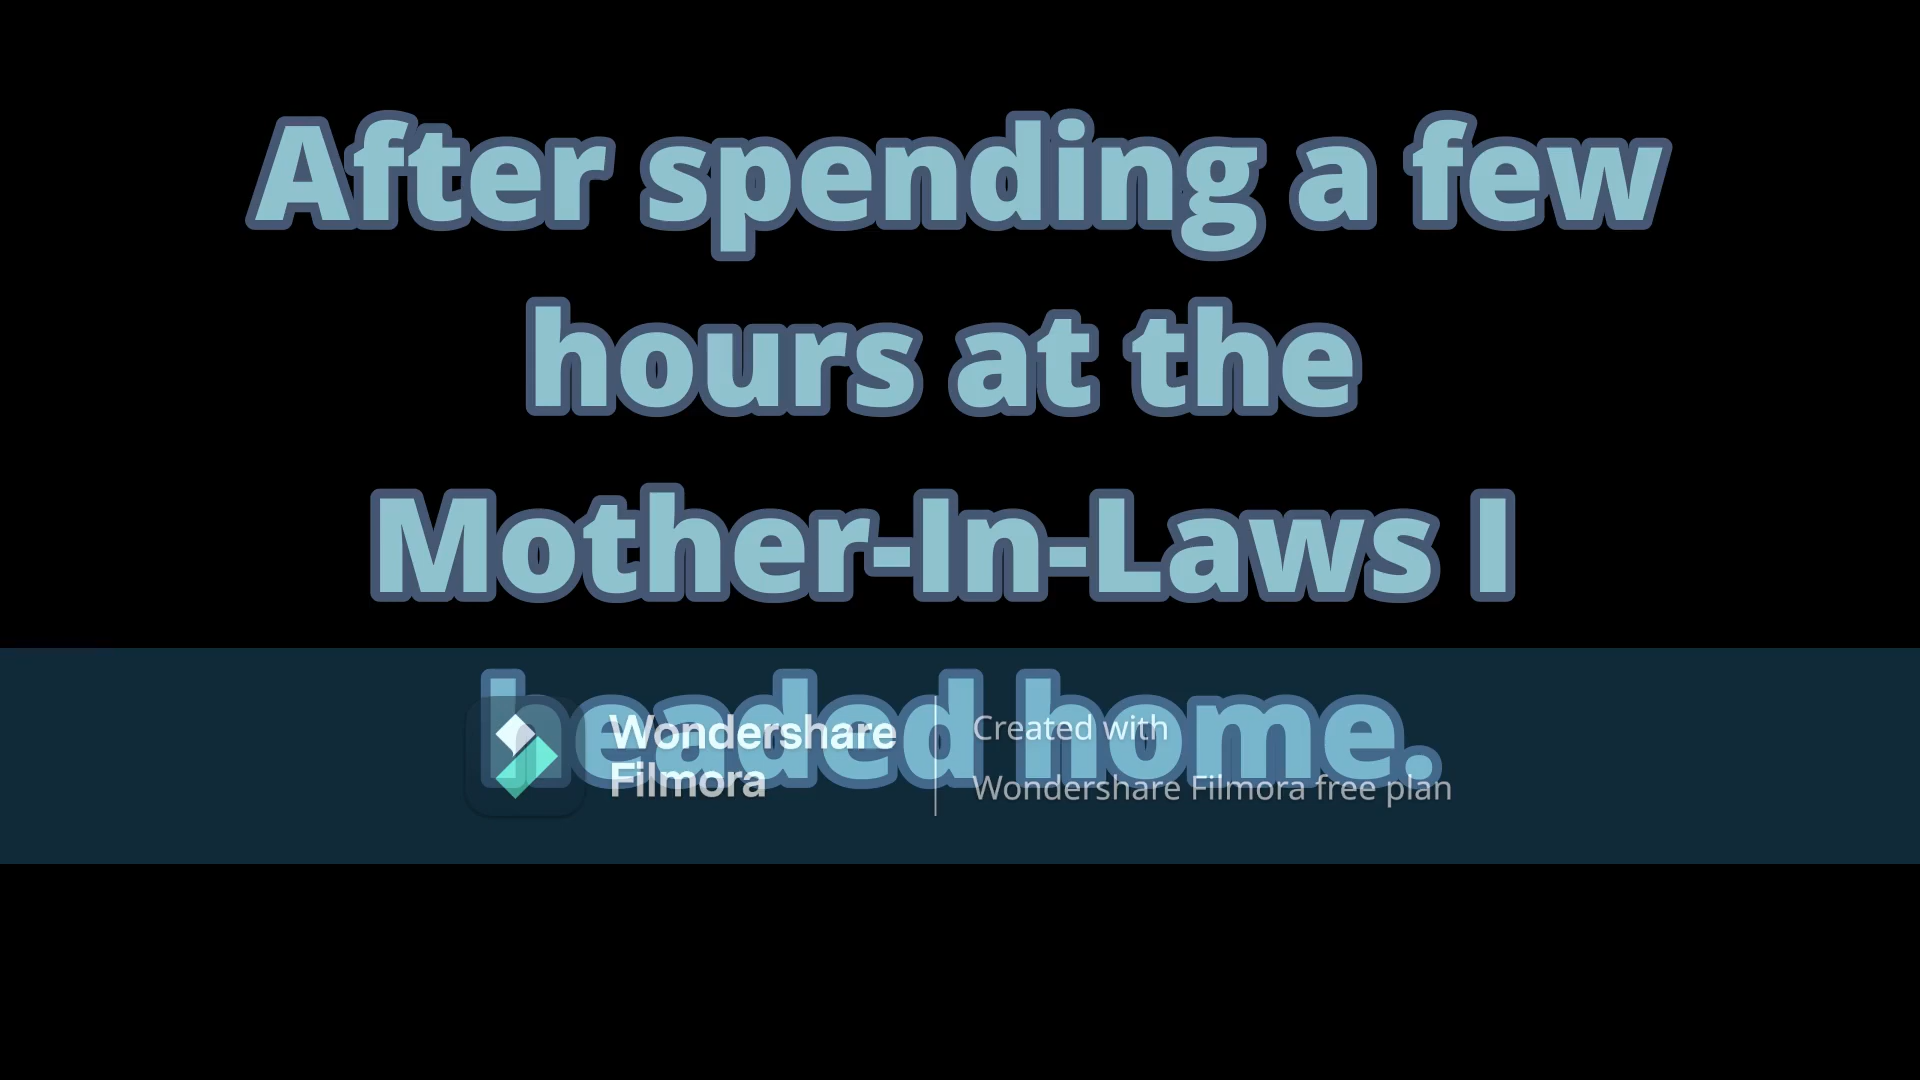 After spending a few
hours at the
Mother-In-Laws I
headed home.
Wondershare
Filmora
Created with
Wondershare Filmora free plan